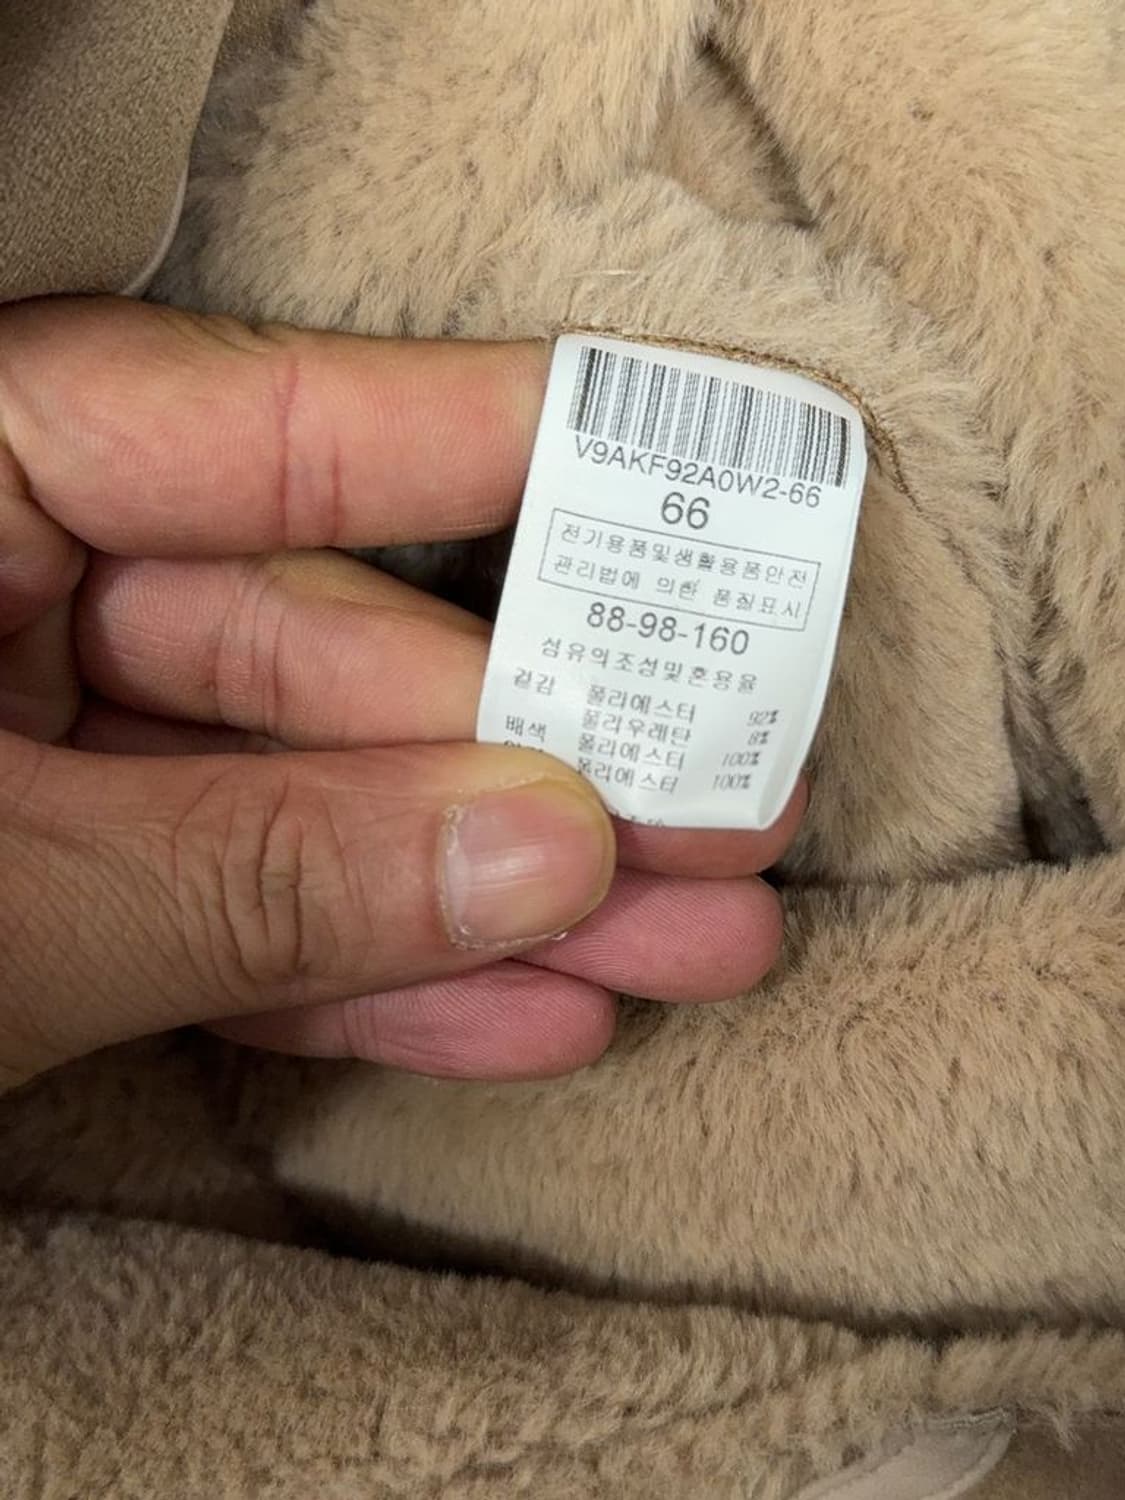 V9AKF92A0W2-66
66
전기용품및생활용품안전
관리법에 의한 품질표시
88-98-160
섬유의조성및혼용율
겉감 폴리에스터 92%
폴리우레탄 8%
배색 폴리에스터 100%
폴리에스터 100%